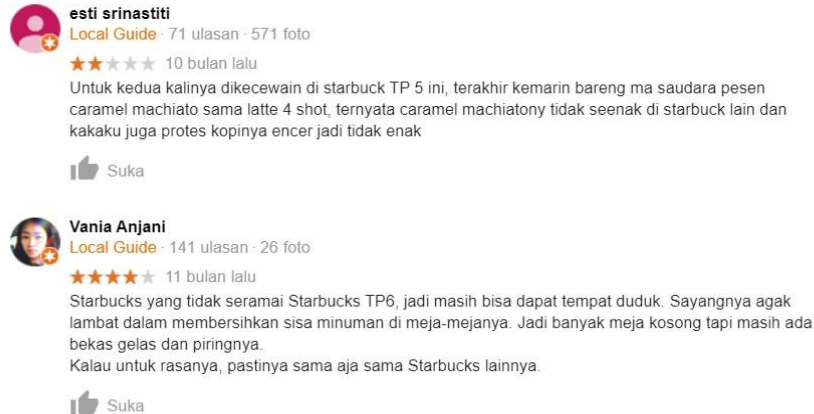 esti srinastiti
Local Guide · 71 ulasan · 571 foto
10 bulan lalu
Untuk kedua kalinya dikecewain di starbuck TP 5 ini, terakhir kemarin bareng ma saudara pesen
caramel machiato sama latte 4 shot, ternyata caramel machiatony tidak seenak di starbuck lain dan
kakaku juga protes kopinya encer jadi tidak enak
Suka
Vania Anjani
Local Guide · 141 ulasan · 26 foto
11 bulan lalu
Starbucks yang tidak seramai Starbucks TP6, jadi masih bisa dapat tempat duduk. Sayangnya agak
lambat dalam membersihkan sisa minuman di meja-mejanya. Jadi banyak meja kosong tapi masih ada
bekas gelas dan piringnya.
Kalau untuk rasanya, pastinya sama aja sama Starbucks lainnya.
Suka